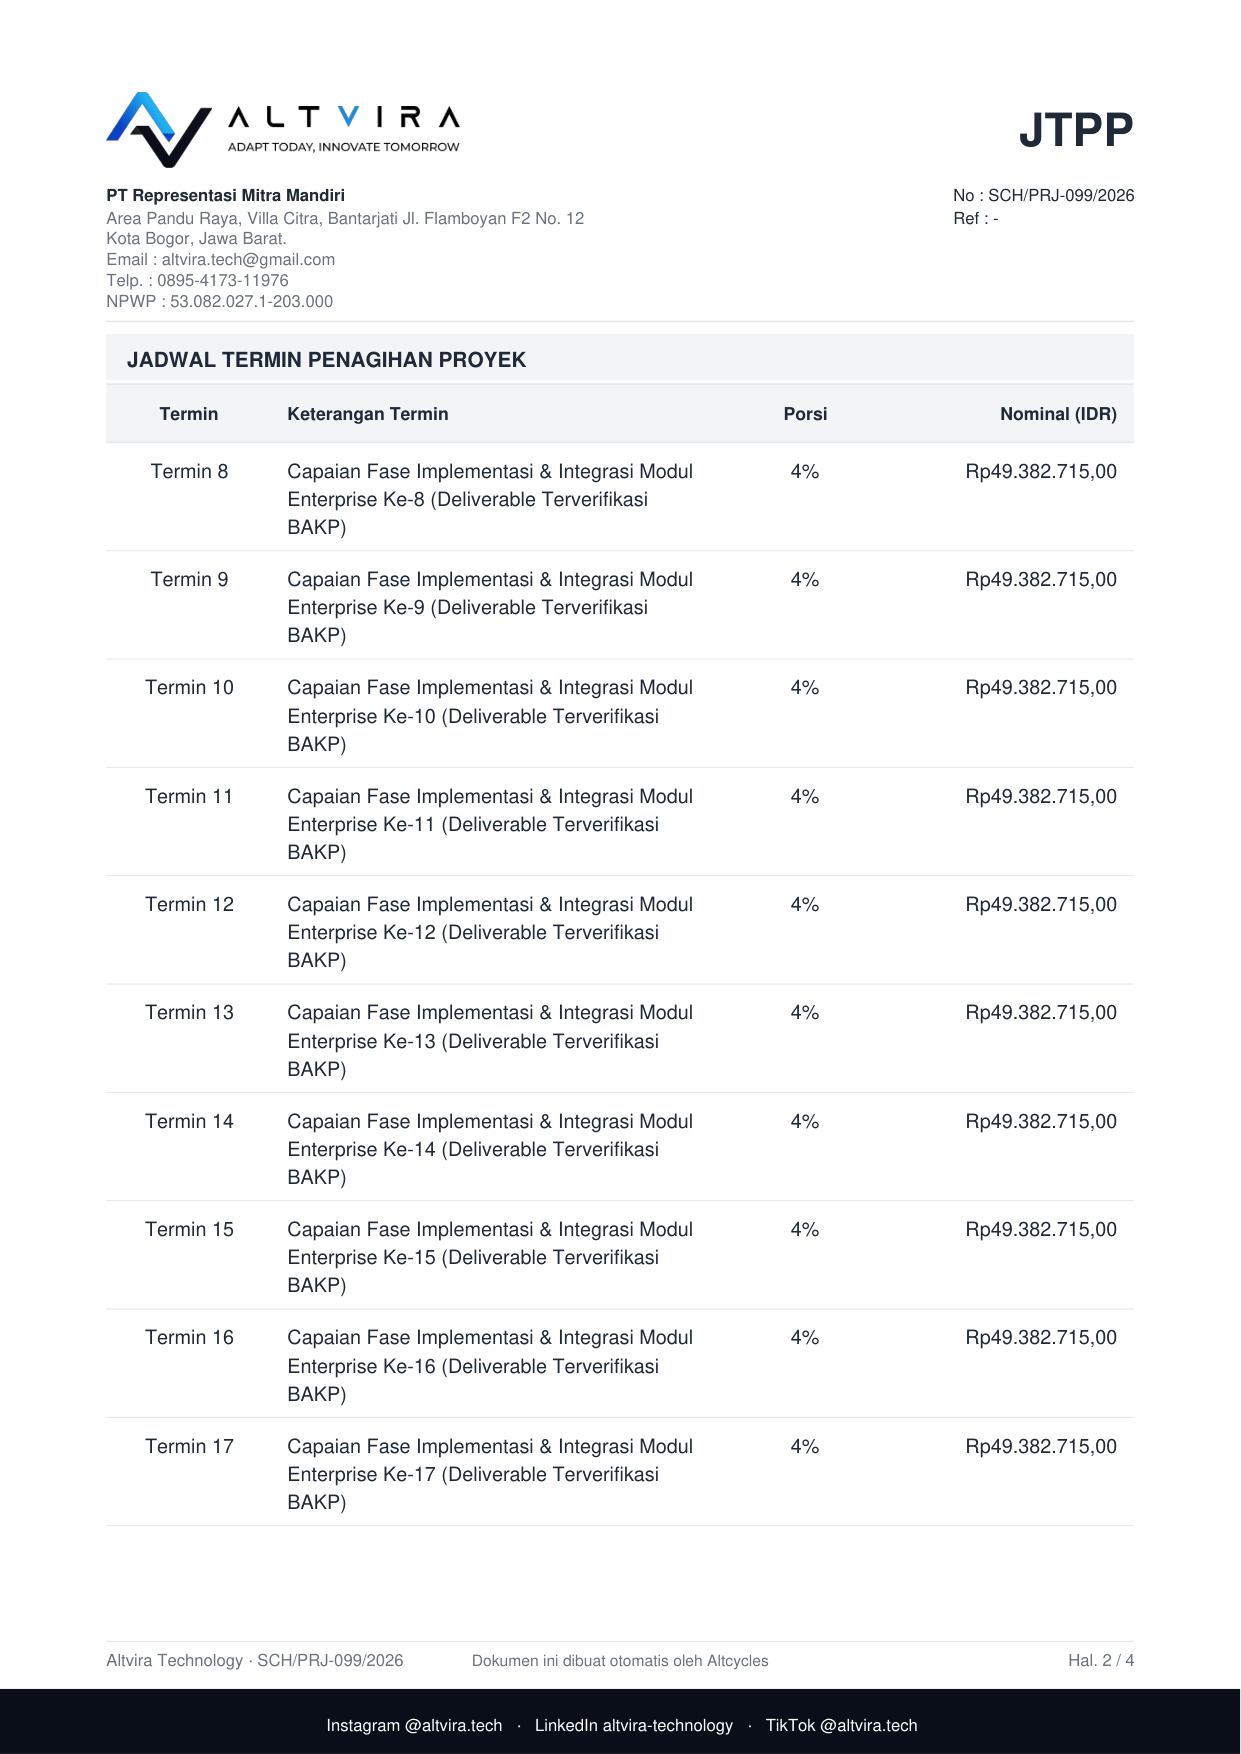 ALTVIRA
ADAPT TODAY, INNOVATE TOMORROW
JTPP
PT Representasi Mitra Mandiri
Area Pandu Raya, Villa Citra, Bantarjati Jl. Flamboyan F2 No. 12
Kota Bogor, Jawa Barat.
Email : altvira.tech@gmail.com
Telp. : 0895-4173-11976
NPWP : 53.082.027.1-203.000
No : SCH/PRJ-099/2026
Ref : -
JADWAL TERMIN PENAGIHAN PROYEK
Termin Keterangan Termin Porsi Nominal (IDR)
Termin 8 Capaian Fase Implementasi & Integrasi Modul 4% Rp49.382.715,00
Enterprise Ke-8 (Deliverable Terverifikasi
BAKP)
Termin 9 Capaian Fase Implementasi & Integrasi Modul 4% Rp49.382.715,00
Enterprise Ke-9 (Deliverable Terverifikasi
BAKP)
Termin 10 Capaian Fase Implementasi & Integrasi Modul 4% Rp49.382.715,00
Enterprise Ke-10 (Deliverable Terverifikasi
BAKP)
Termin 11 Capaian Fase Implementasi & Integrasi Modul 4% Rp49.382.715,00
Enterprise Ke-11 (Deliverable Terverifikasi
BAKP)
Termin 12 Capaian Fase Implementasi & Integrasi Modul 4% Rp49.382.715,00
Enterprise Ke-12 (Deliverable Terverifikasi
BAKP)
Termin 13 Capaian Fase Implementasi & Integrasi Modul 4% Rp49.382.715,00
Enterprise Ke-13 (Deliverable Terverifikasi
BAKP)
Termin 14 Capaian Fase Implementasi & Integrasi Modul 4% Rp49.382.715,00
Enterprise Ke-14 (Deliverable Terverifikasi
BAKP)
Termin 15 Capaian Fase Implementasi & Integrasi Modul 4% Rp49.382.715,00
Enterprise Ke-15 (Deliverable Terverifikasi
BAKP)
Termin 16 Capaian Fase Implementasi & Integrasi Modul 4% Rp49.382.715,00
Enterprise Ke-16 (Deliverable Terverifikasi
BAKP)
Termin 17 Capaian Fase Implementasi & Integrasi Modul 4% Rp49.382.715,00
Enterprise Ke-17 (Deliverable Terverifikasi
BAKP)
Altvira Technology · SCH/PRJ-099/2026 Dokumen ini dibuat otomatis oleh Altcycles Hal. 2 / 4
Instagram @altvira.tech · LinkedIn altvira-technology · TikTok @altvira.tech